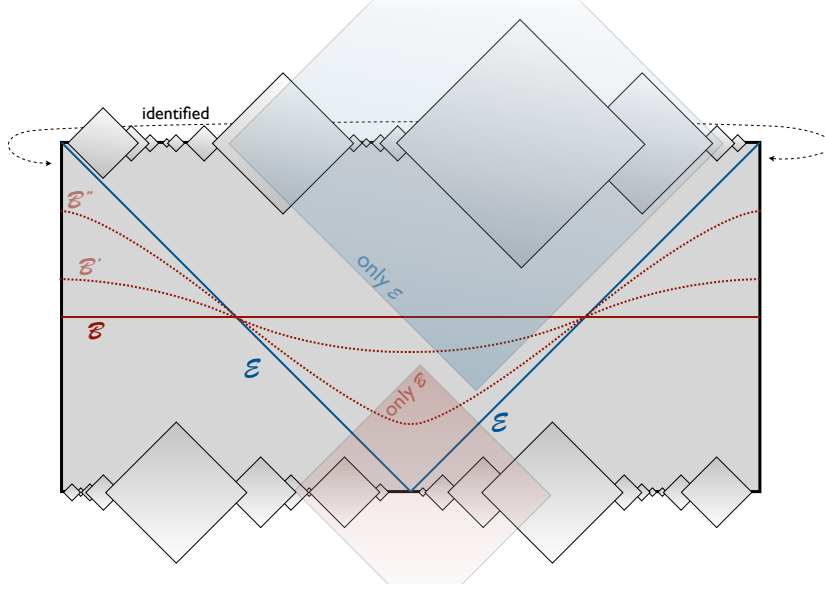 identified
ℬ″
ℬ′
only ℰ
ℬ
ℰ
only ℬ
ℰ